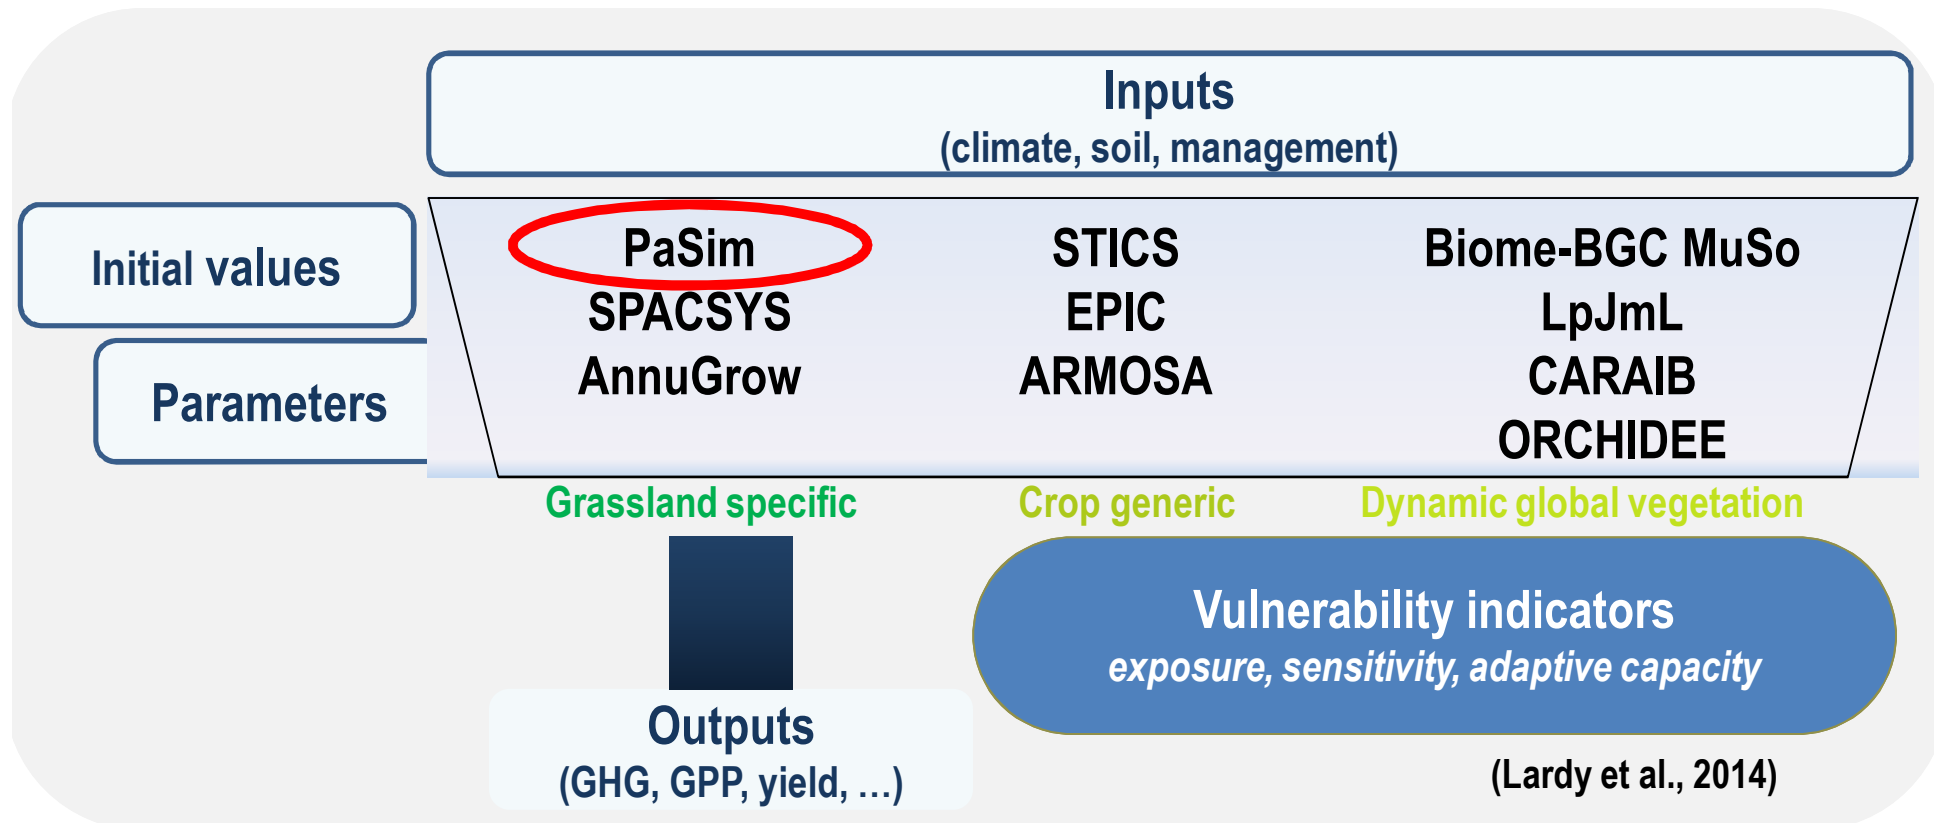 Inputs
(climate, soil, management)
Initial values
Parameters
PaSim
SPACSYS
AnnuGrow
STICS
EPIC
ARMOSA
Biome-BGC MuSo
LpJmL
CARAIB
ORCHIDEE
Grassland specific
Crop generic
Dynamic global vegetation
Vulnerability indicators
exposure, sensitivity, adaptive capacity
Outputs
(GHG, GPP, yield, …)
(Lardy et al., 2014)